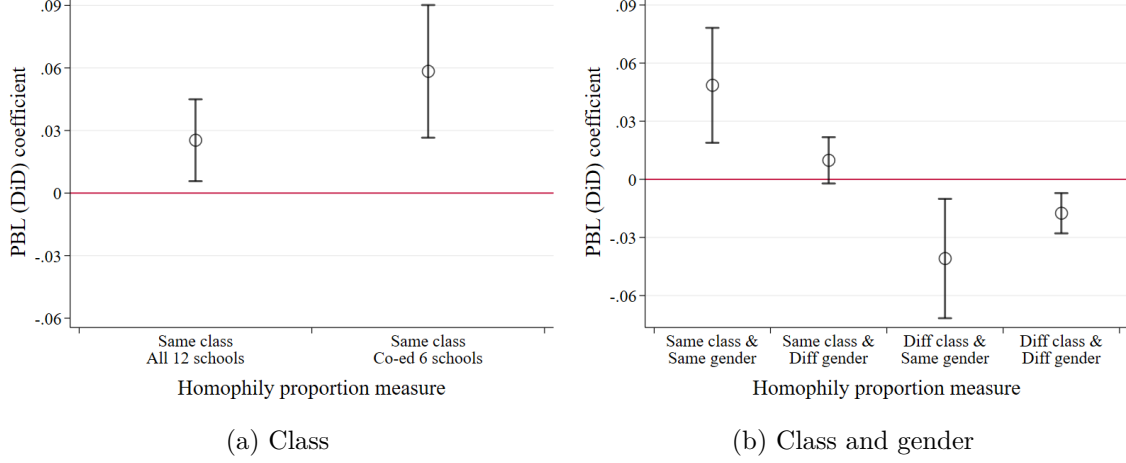 .09
.06
.03
0
-.03
-.06
PBL (DiD) coefficient
Same class
All 12 schools
Same class
Co-ed 6 schools
Homophily proportion measure
(a) Class
.09
.06
.03
0
-.03
-.06
PBL (DiD) coefficient
Same class &
Same gender
Same class &
Diff gender
Diff class &
Same gender
Diff class &
Diff gender
Homophily proportion measure
(b) Class and gender